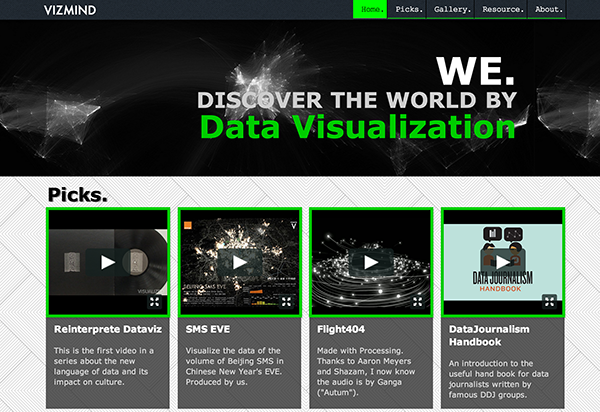 VIZMIND
Home. Picks. Gallery. Resource. About.
WE.
DISCOVER THE WORLD BY
Data Visualization
Picks.
VISUALIZ
BEIJING SMS EVE
DATA JOURNALISM
HANDBOOK
Reinterprete Dataviz
This is the first video in a
series about the new
language of data and its
impact on culture.
SMS EVE
Visualize the data of the
volume of Beijing SMS in
Chinese New Year's EVE.
Produced by us.
Flight404
Made with Processing.
Thanks to Aaron Meyers
and Shazam, I now know
the audio is by Ganga
("Autum").
DataJournalism
Handbook
An introduction to the
useful hand book for data
journalists written by
famous DDJ groups.